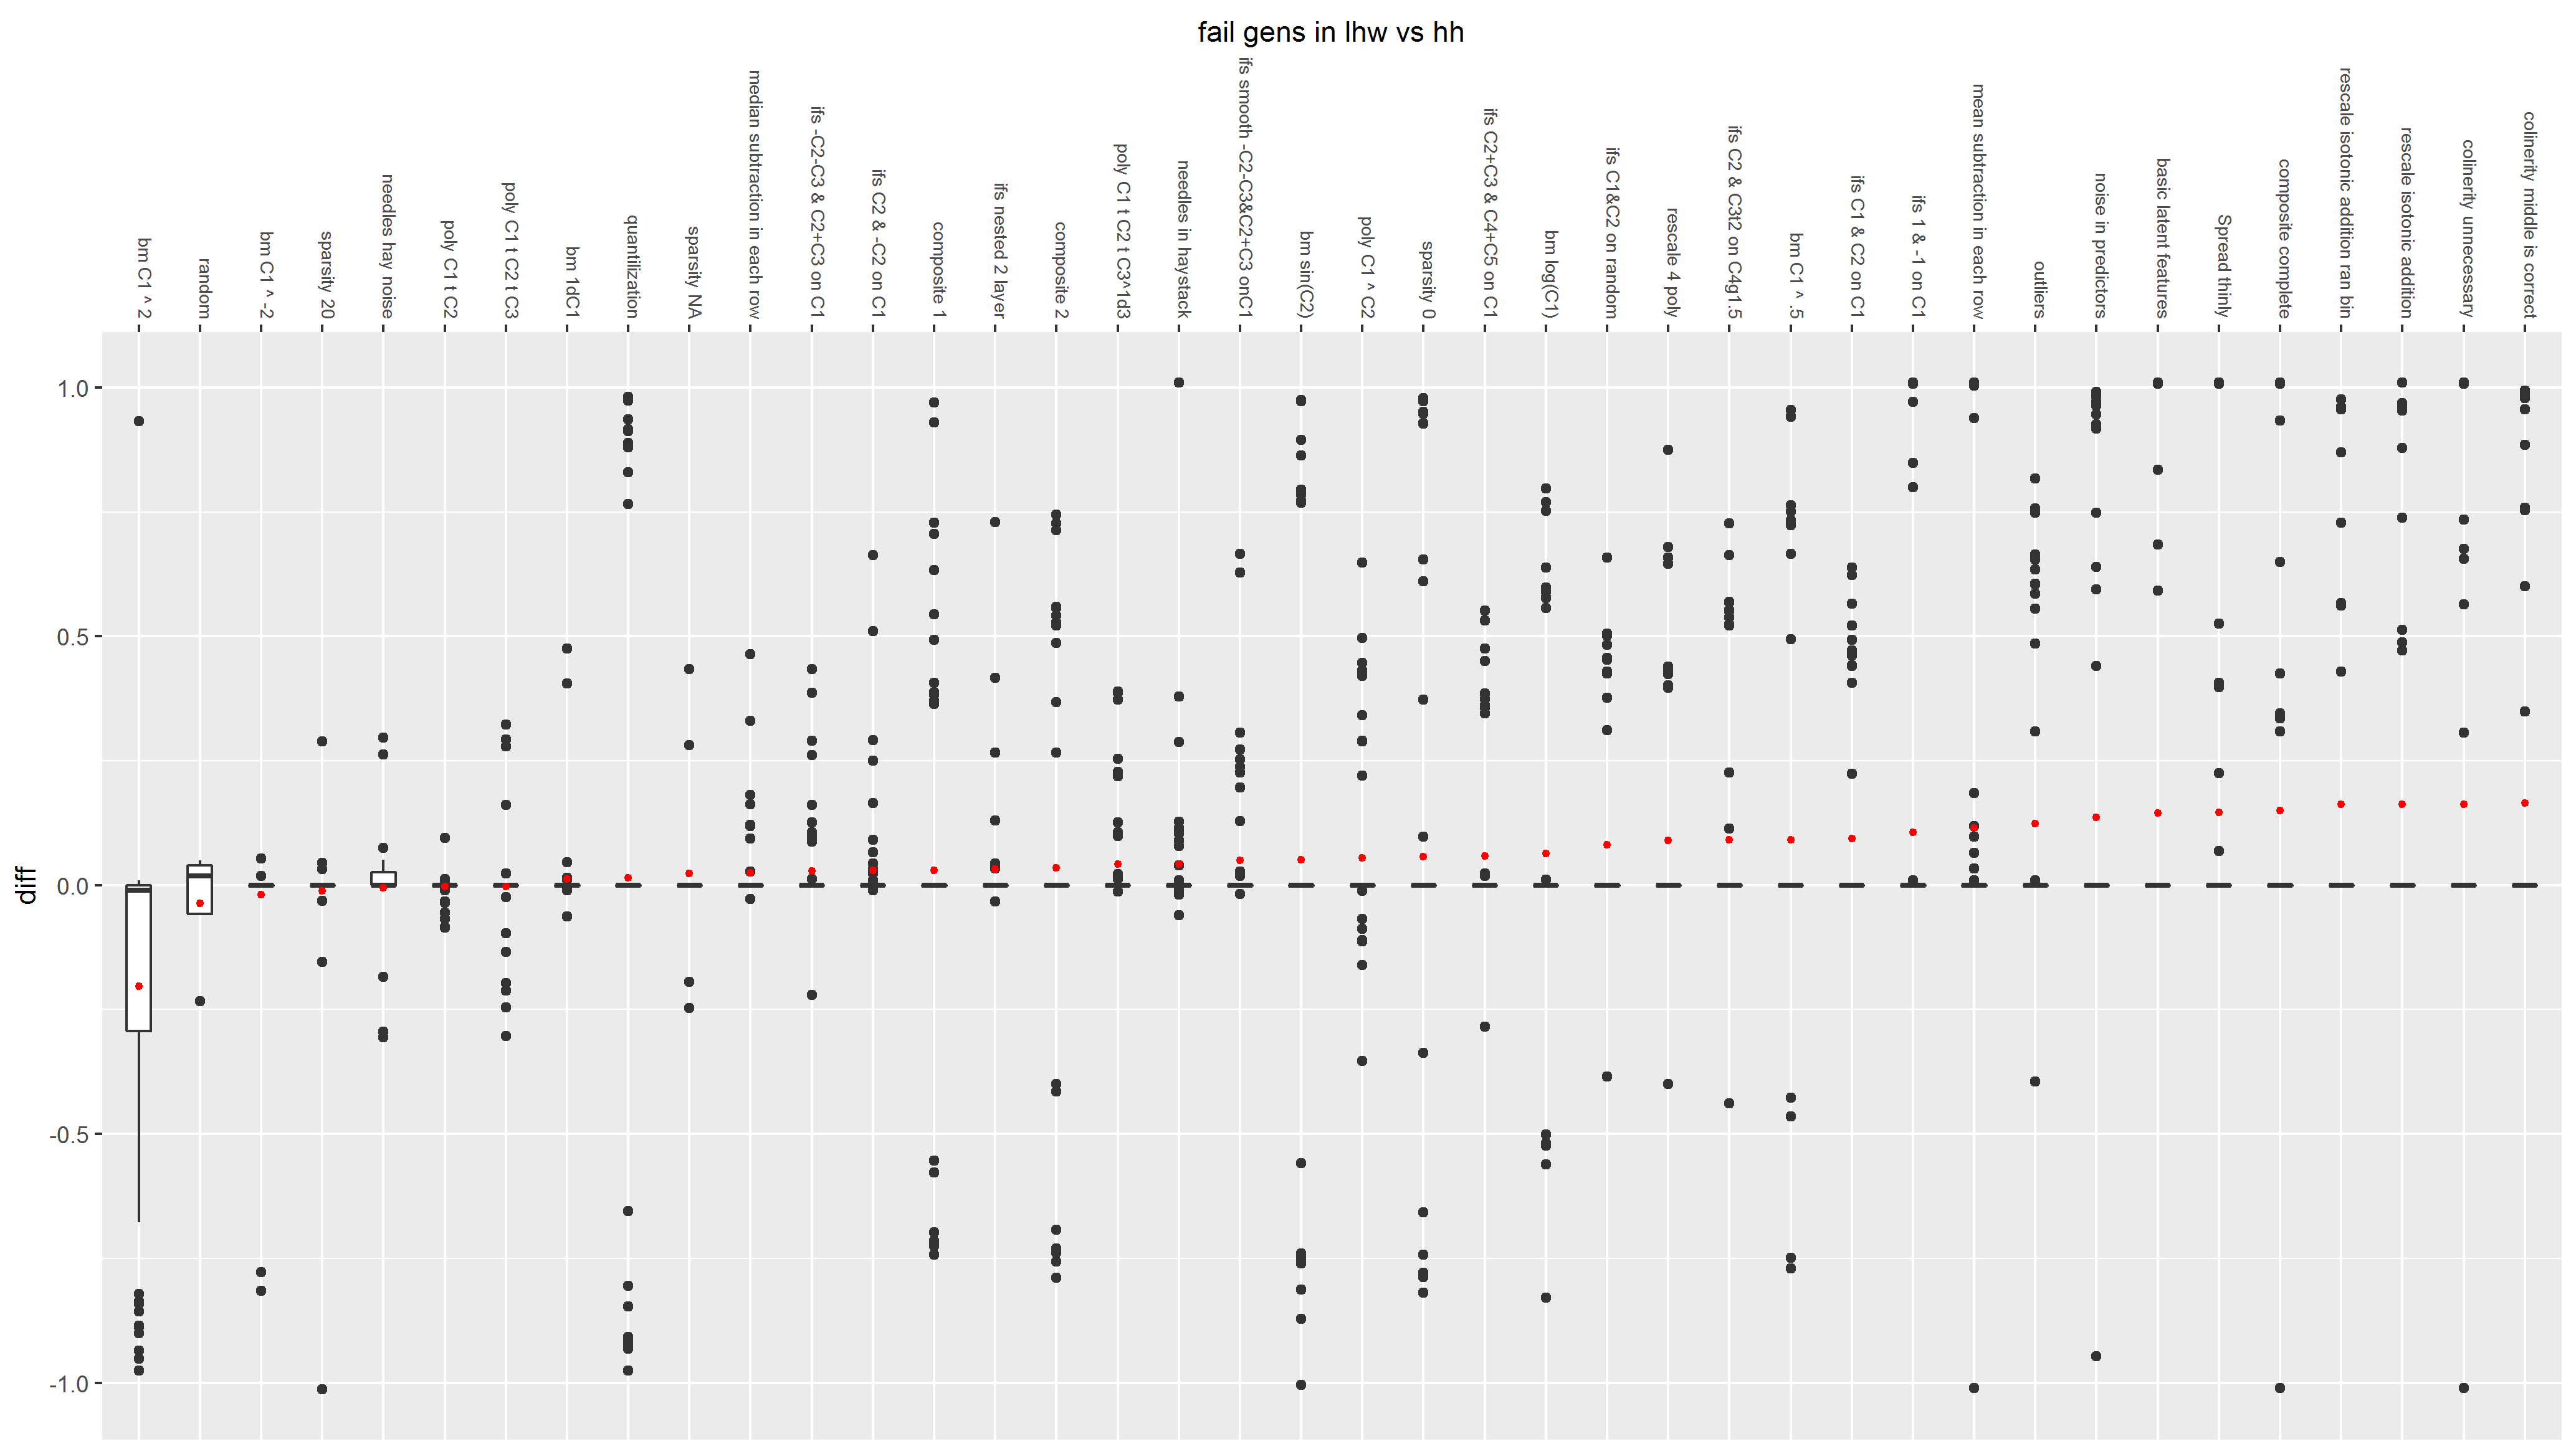 fail gens in lhw vs hh
bm C1 ^ 2
random
bm C1 ^ -2
sparsity 20
needles hay noise
poly C1 t C2
poly C1 t C2 t C3
bm 1dC1
quantilization
sparsity NA
median subtraction in each row
ifs -C2-C3 & C2+C3 on C1
ifs C2 & -C2 on C1
composite 1
ifs nested 2 layer
composite 2
poly C1 t C2 t C3^1d3
needles in haystack
ifs smooth -C2-C3&C2+C3 onC1
bm sin(C2)
poly C1 ^ C2
sparsity 0
ifs C2+C3 & C4+C5 on C1
bm log(C1)
ifs C1&C2 on random
rescale 4 poly
ifs C2 & C3t2 on C4g1.5
bm C1 ^ .5
ifs C1 & C2 on C1
ifs 1 & -1 on C1
mean subtraction in each row
outliers
noise in predictors
basic latent features
Spread thinly
composite complete
rescale isotonic addition ran bin
rescale isotonic addition
colinerity unnecessary
colinerity middle is correct
1.0
0.5
0.0
-0.5
-1.0
diff